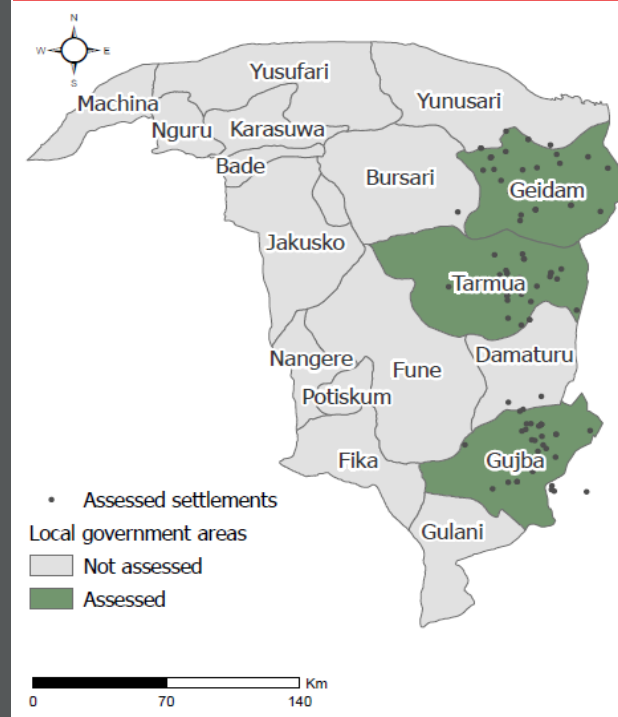 N
W E
S
Yusufari
Machina
Yunusari
Nguru
Karasuwa
Bade
Bursari
Geidam
Jakusko
Tarmua
Nangere
Fune
Damaturu
Potiskum
Fika
Gujba
Assessed settlements
Gulani
Local government areas
Not assessed
Assessed
Km
0 70 140